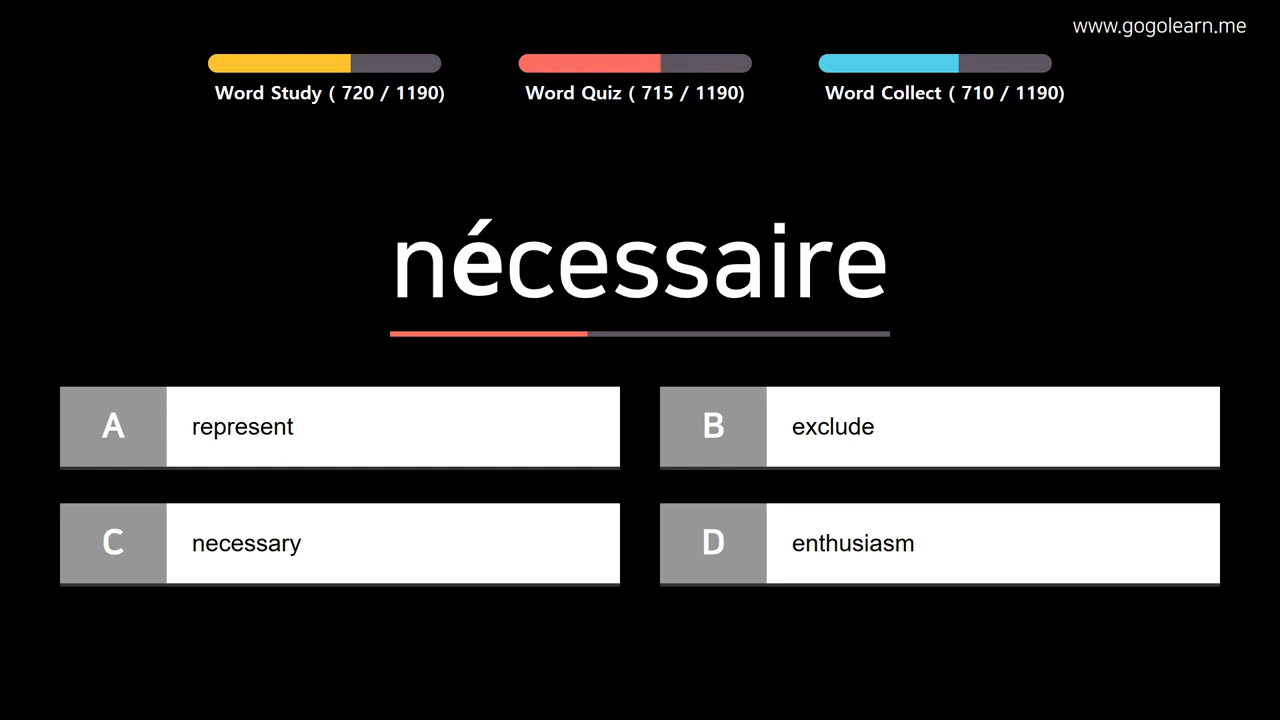 www.gogolearn.me
Word Study ( 720 / 1190)
Word Quiz ( 715 / 1190)
Word Collect ( 710 / 1190)
nécessaire
A
represent
B
exclude
C
necessary
D
enthusiasm